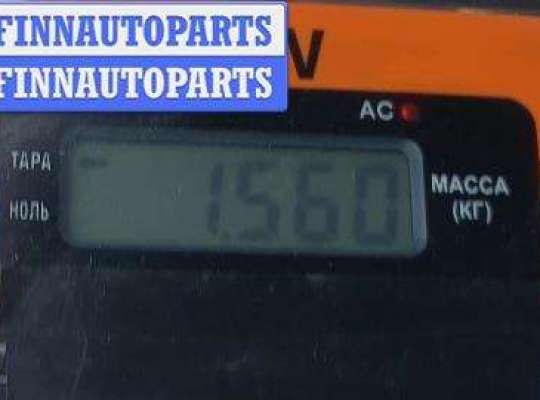 FINNAUTOPARTS
FINNAUTOPARTS
V
AC
ТАРА
1.560
МАССА
(КГ)
НОЛЬ